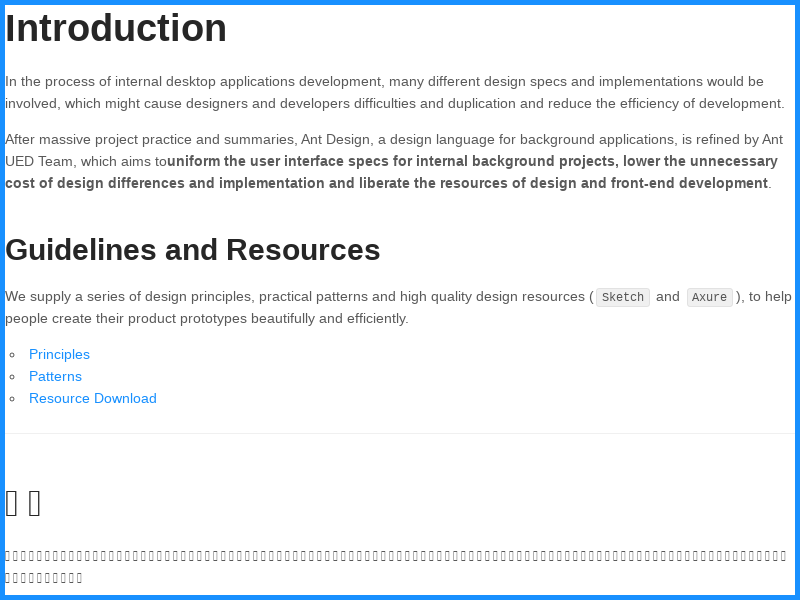 Introduction
In the process of internal desktop applications development, many different design specs and implementations would be
involved, which might cause designers and developers difficulties and duplication and reduce the efficiency of development.
After massive project practice and summaries, Ant Design, a design language for background applications, is refined by Ant
UED Team, which aims touniform the user interface specs for internal background projects, lower the unnecessary
cost of design differences and implementation and liberate the resources of design and front-end development.
Guidelines and Resources
We supply a series of design principles, practical patterns and high quality design resources ( Sketch and Axure ), to help
people create their product prototypes beautifully and efficiently.
Principles
Patterns
Resource Download